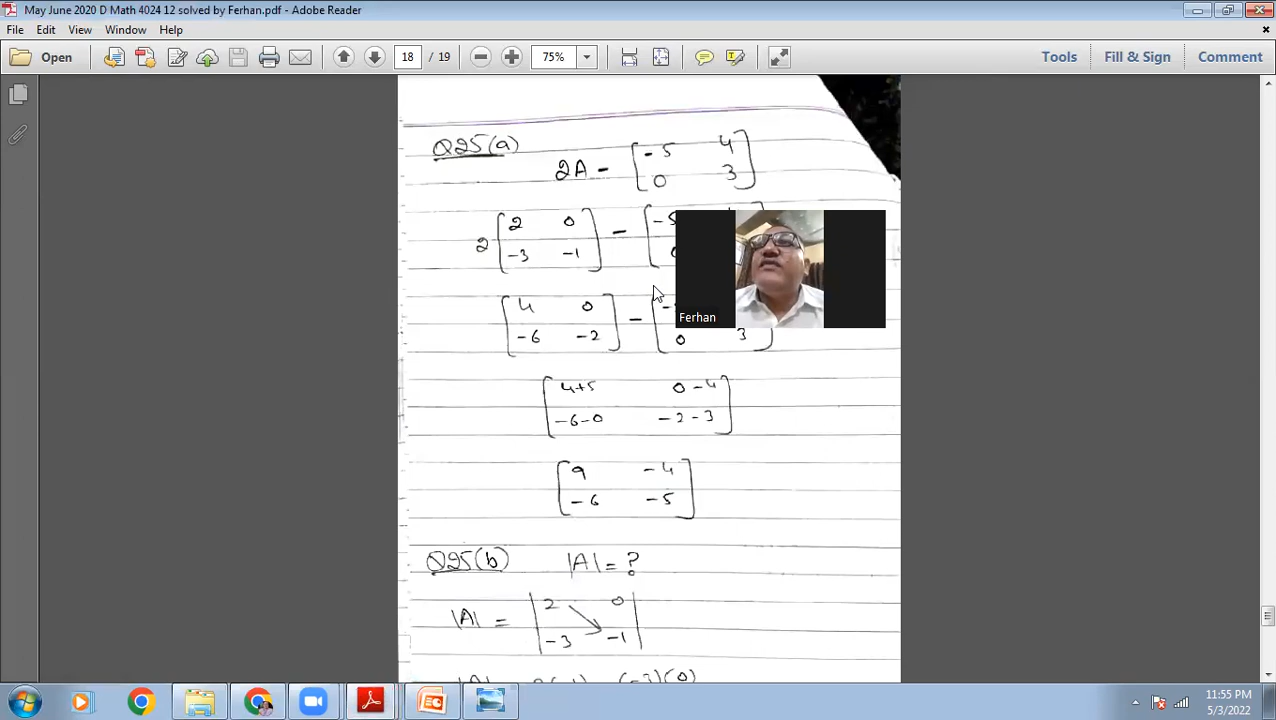 May June 2020 D Math 4024 12 solved by Ferhan.pdf - Adobe Reader
File Edit View Window Help
Open 18 / 19 75% Tools Fill & Sign Comment
Q25(a)
2A - [ -5 4
0 3 ]
2 [ 2 0
-3 -1 ] - [ -5
[ 4 0
-6 -2 ] - [
0 3 ]
[ 4+5 0-4
-6-0 -2-3 ]
[ 9 -4
-6 -5 ]
Ferhan
Q25(b) |A| = ?
|A| = | 2 0
-3 -1 |
(-3)(0)
11:55 PM
5/3/2022